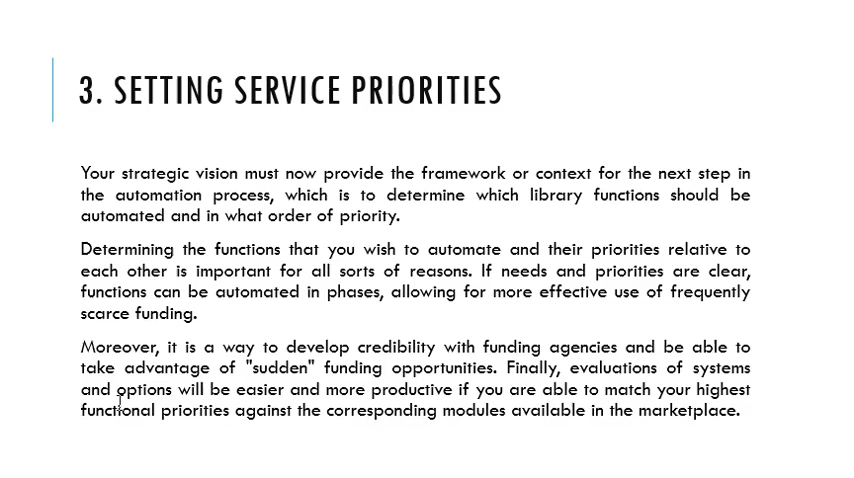 3. SETTING SERVICE PRIORITIES
Your strategic vision must now provide the framework or context for the next step in
the automation process, which is to determine which library functions should be
automated and in what order of priority.
Determining the functions that you wish to automate and their priorities relative to
each other is important for all sorts of reasons. If needs and priorities are clear,
functions can be automated in phases, allowing for more effective use of frequently
scarce funding.
Moreover, it is a way to develop credibility with funding agencies and be able to
take advantage of "sudden" funding opportunities. Finally, evaluations of systems
and options will be easier and more productive if you are able to match your highest
functional priorities against the corresponding modules available in the marketplace.